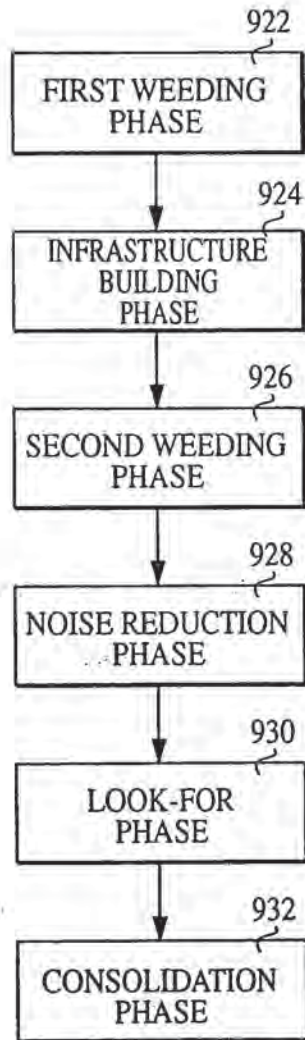 922
FIRST WEEDING
PHASE
924
INFRASTRUCTURE
BUILDING
PHASE
926
SECOND WEEDING
PHASE
928
NOISE REDUCTION
PHASE
930
LOOK-FOR
PHASE
932
CONSOLIDATION
PHASE